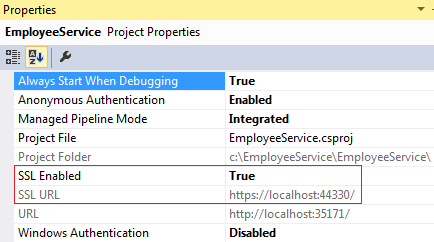 Properties
EmployeeService Project Properties
Always Start When Debugging True
Anonymous Authentication Enabled
Managed Pipeline Mode Integrated
Project File EmployeeService.csproj
Project Folder c:\EmployeeService\EmployeeService\
SSL Enabled True
SSL URL https://localhost:44330/
URL http://localhost:35171/
Windows Authentication Disabled